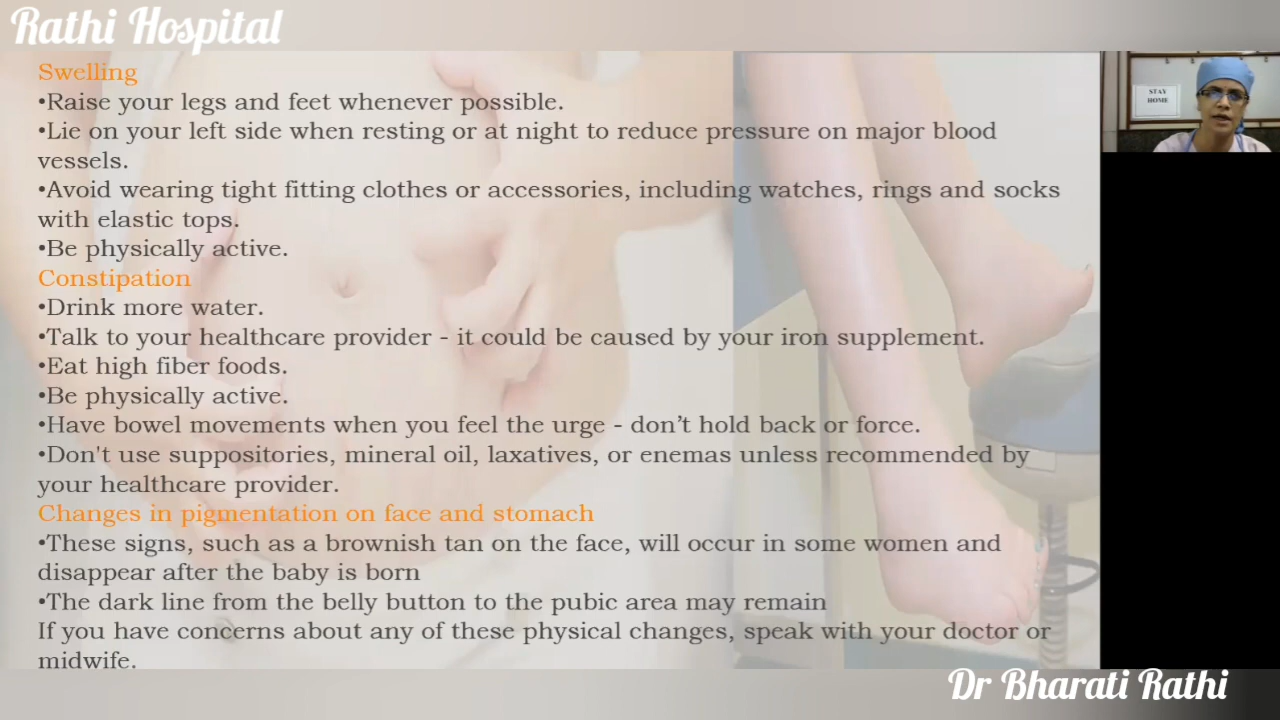 Rathi Hospital
Swelling
•Raise your legs and feet whenever possible.
•Lie on your left side when resting or at night to reduce pressure on major blood
vessels.
•Avoid wearing tight fitting clothes or accessories, including watches, rings and socks
with elastic tops.
•Be physically active.
Constipation
•Drink more water.
•Talk to your healthcare provider - it could be caused by your iron supplement.
•Eat high fiber foods.
•Be physically active.
•Have bowel movements when you feel the urge - don’t hold back or force.
•Don't use suppositories, mineral oil, laxatives, or enemas unless recommended by
your healthcare provider.
Changes in pigmentation on face and stomach
•These signs, such as a brownish tan on the face, will occur in some women and
disappear after the baby is born
•The dark line from the belly button to the pubic area may remain
If you have concerns about any of these physical changes, speak with your doctor or
midwife.
STAY
HOME
Dr Bharati Rathi